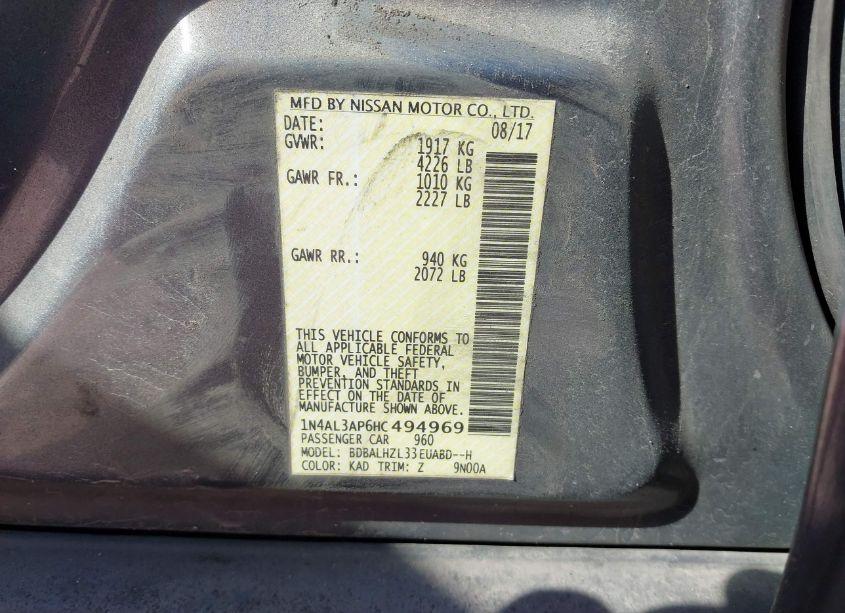 MFD BY NISSAN MOTOR CO., LTD.
DATE: 08/17
GVWR: 1917 KG
4226 LB
GAWR FR.: 1010 KG
2227 LB
GAWR RR.: 940 KG
2072 LB
THIS VEHICLE CONFORMS TO
ALL APPLICABLE FEDERAL
MOTOR VEHICLE SAFETY,
BUMPER, AND THEFT
PREVENTION STANDARDS IN
EFFECT ON THE DATE OF
MANUFACTURE SHOWN ABOVE.
1N4AL3AP6HC494969
PASSENGER CAR 960
MODEL: BDBALHZL33EUABD--H
COLOR: KAD TRIM: Z 9N00A